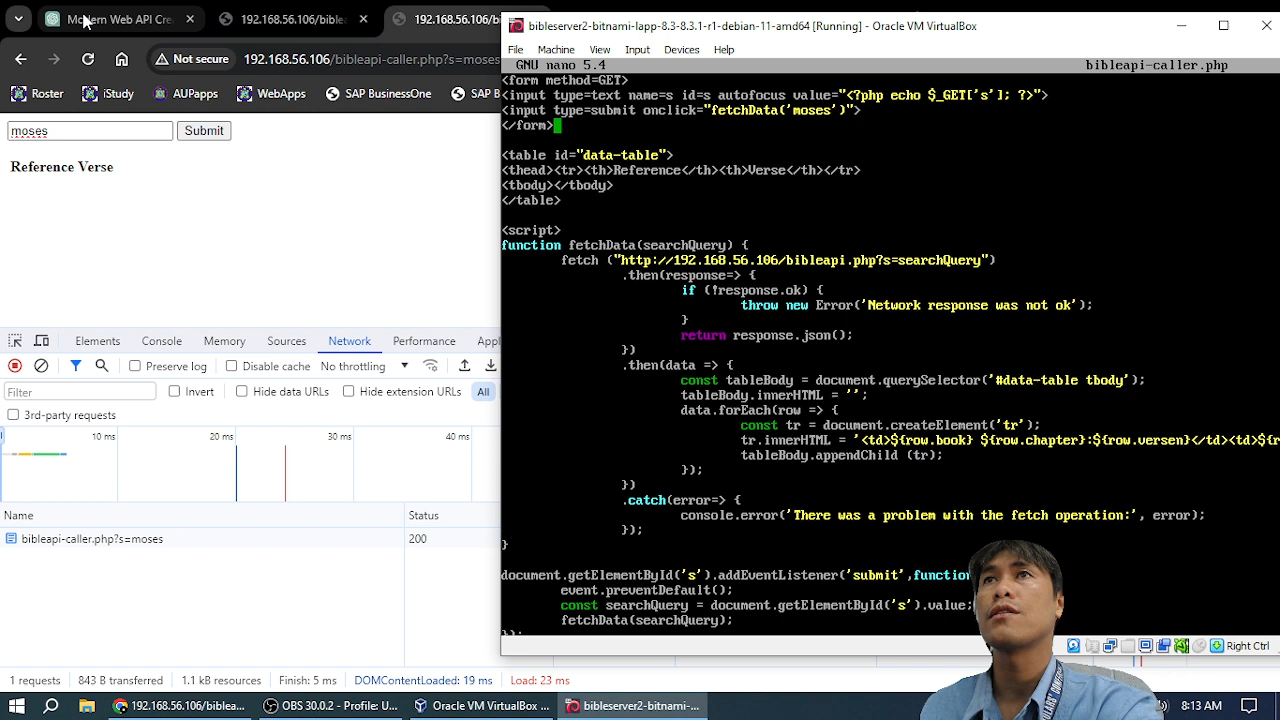 Modern Web API Cre
192.168.56.106/bible
192.168.56.106/bibl
bibleserver2-bitnami-lapp-8.3-8.3.1-r1-debian-11-amd64 [Running] - Oracle VM VirtualBox
File Machine View Input Devices Help
Not secure 192.168.56.106/bibleapi-caller.php?s=
Roster
Webmail
CareOne
GNU nano 5.4 bibleapi-caller.php
moses Submit
Reference Verse
<form method=GET>
<input type=text name=s id=s autofocus value="<?php echo $_GET['s']; ?>">
<input type=submit onclick="fetchData('moses')">
</form>
<table id="data-table">
<thead><tr><th>Reference</th><th>Verse</th></tr>
<tbody></tbody>
</table>
<script>
function fetchData(searchQuery) {
fetch ("http://192.168.56.106/bibleapi.php?s=searchQuery")
.then(response=> {
if (!response.ok) {
throw new Error('Network response was not ok');
}
return response.json();
})
.then(data => {
const tableBody = document.querySelector('#data-table tbody');
tableBody.innerHTML = '';
data.forEach(row => {
const tr = document.createElement('tr');
tr.innerHTML = '<td>${row.book} ${row.chapter}:${row.versen}</td><td>${r
tableBody.appendChild (tr);
});
})
.catch(error=> {
console.error('There was a problem with the fetch operation:', error);
});
}
document.getElementById('s').addEventListener('submit',function
event.preventDefault();
const searchQuery = document.getElementById('s').value;
fetchData(searchQuery);
});
Elements Console Memory Sources Network Performance Appl
Preserve log Disable cache No throttling
Filter Invert Hide data URLs Hide extension URLs All
3rd-party requests
10 ms 20 ms 30 ms 40 ms
Name Status
bibleapi-caller.php?s=moses 200
1 requests 843 B transferred 1.1 kB resources Finish: 5 ms DOMContentLoaded: 19 ms Load: 23 ms
Right Ctrl
192.168.56.106/bible...
OBS 30.0.2 - Profile: U...
Oracle VM VirtualBox ...
bibleserver2-bitnami-...
8:13 AM